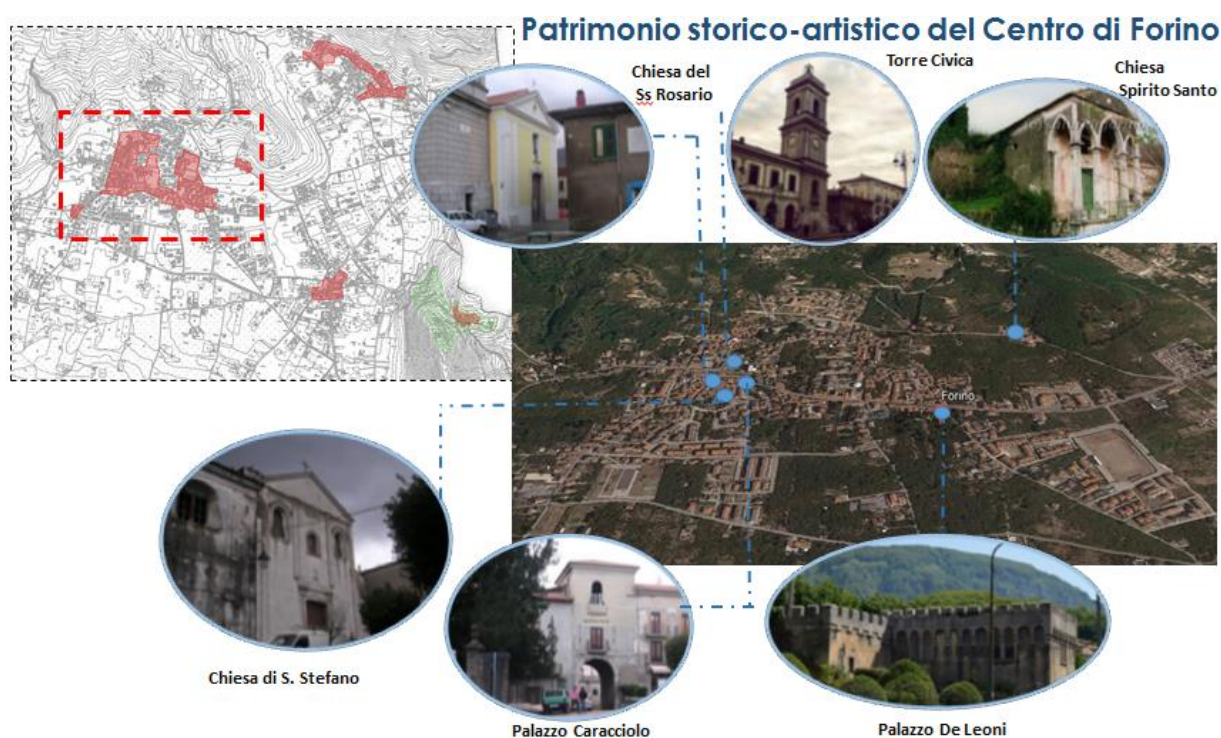 Patrimonio storico-artistico del Centro di Forino
Chiesa del
Ss Rosario
Torre Civica
Chiesa
Spirito Santo
Forino
Chiesa di S. Stefano
Palazzo Caracciolo
Palazzo De Leoni